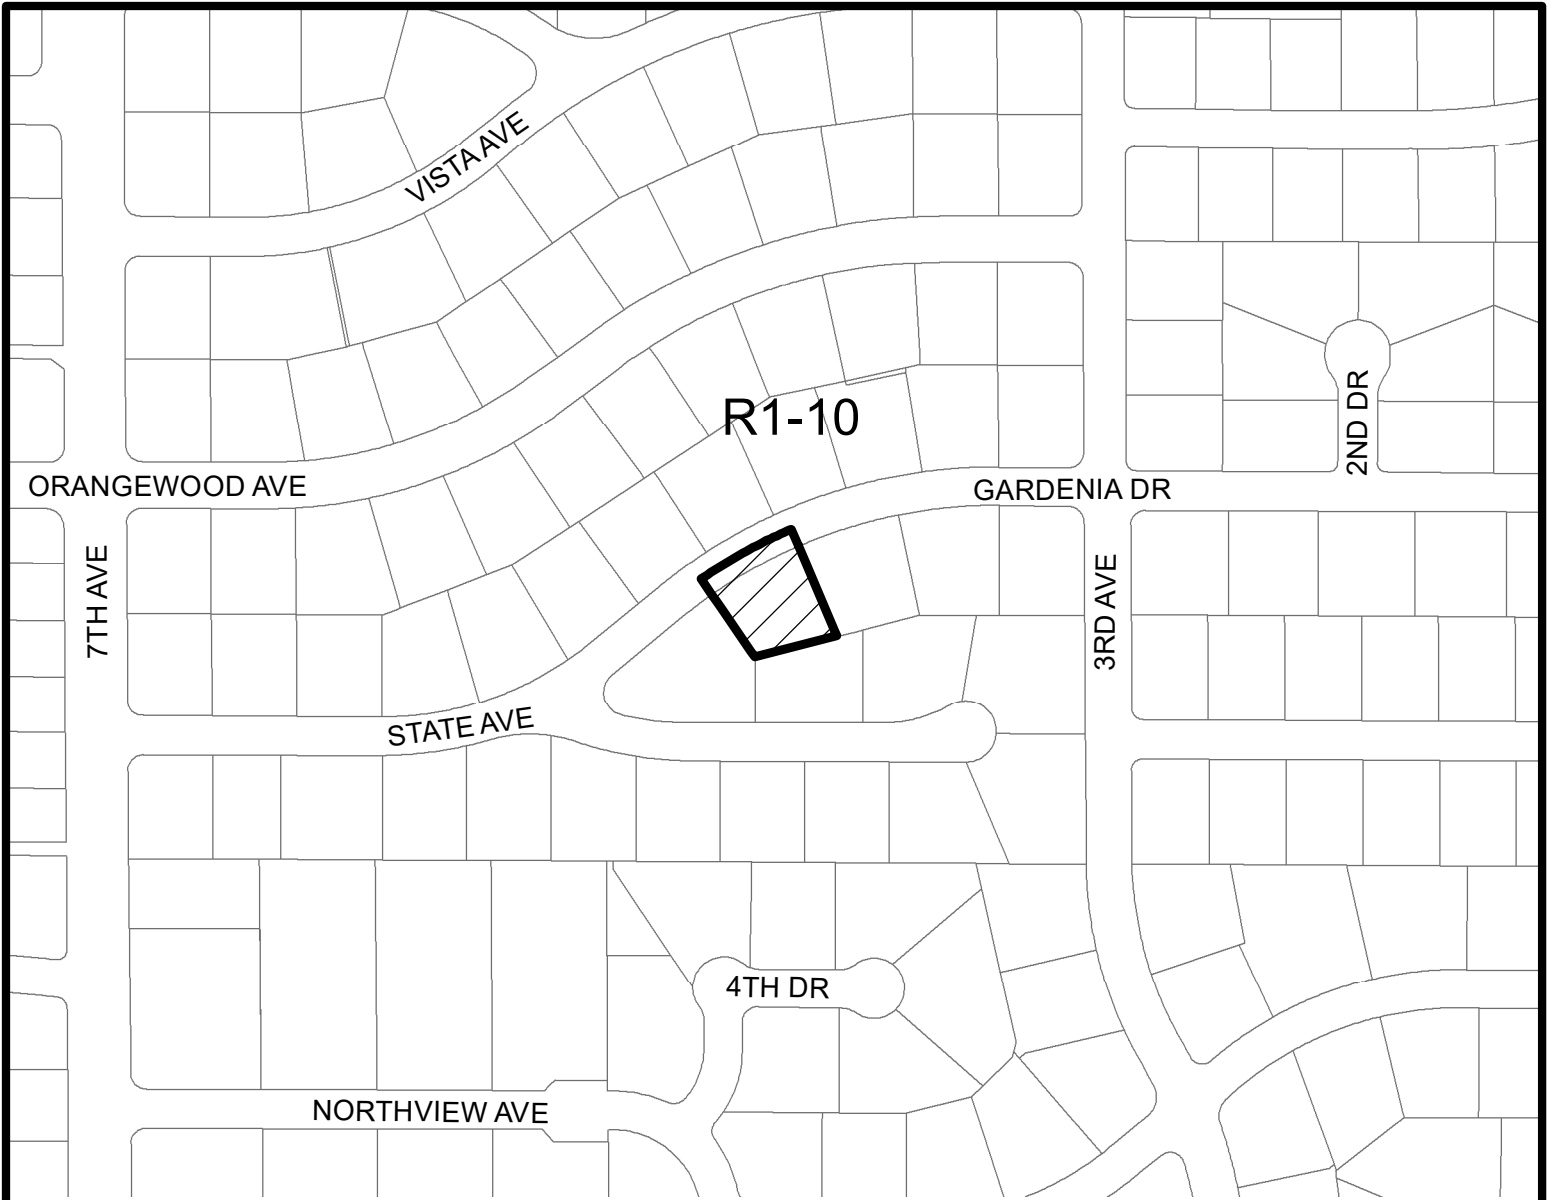 VISTA AVE
R1-10
2ND DR
ORANGEWOOD AVE
GARDENIA DR
7TH AVE
3RD AVE
STATE AVE
4TH DR
NORTHVIEW AVE